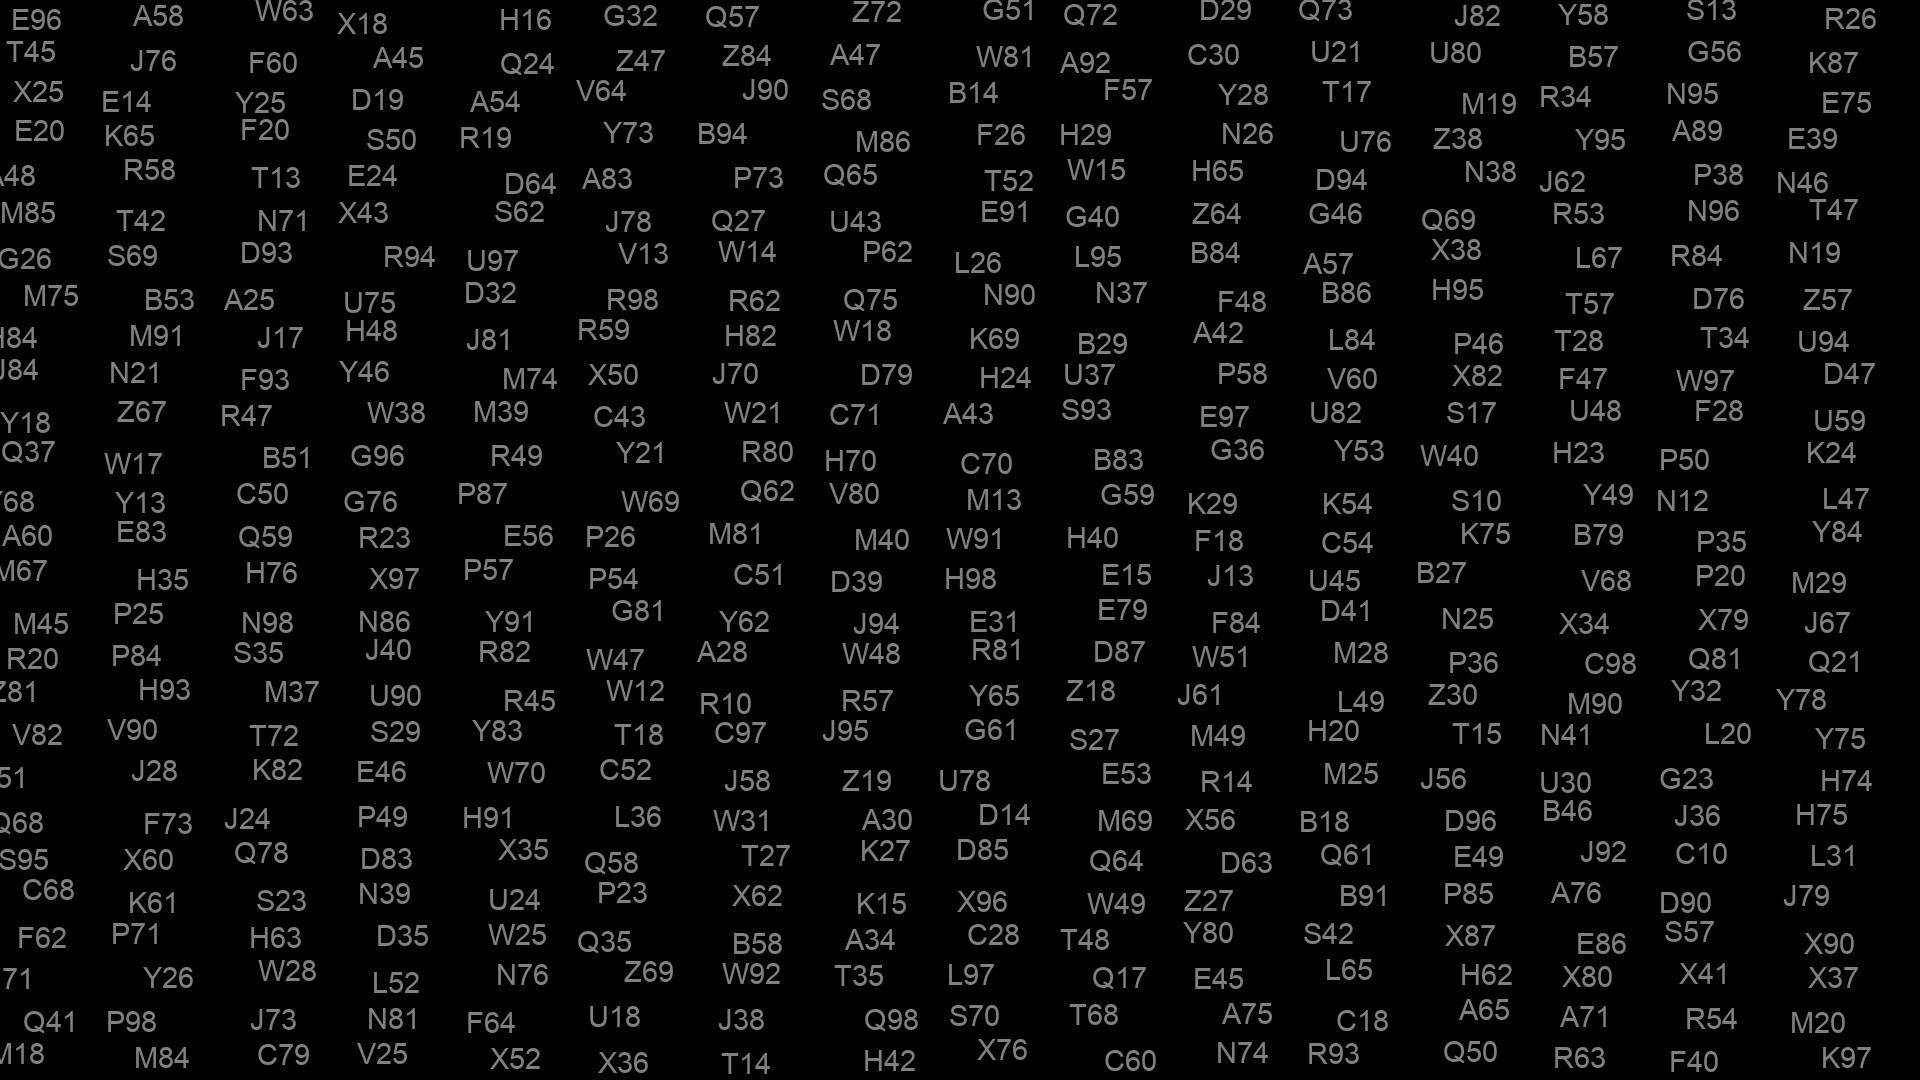 E96 A58 W63 X18 H16 G32 Q57 Z72 G51 Q72 D29 Q73 J82 Y58 S13 R26
T45 J76 F60 A45 Q24 Z47 Z84 A47 W81 A92 C30 U21 U80 B57 G56 K87
X25 E14 Y25 D19 A54 V64 J90 S68 B14 F57 Y28 T17 M19 R34 N95 E75
E20 K65 F20 S50 R19 Y73 B94 M86 F26 H29 N26 U76 Z38 Y95 A89 E39
A48 R58 T13 E24 D64 A83 P73 Q65 T52 W15 H65 D94 N38 J62 P38 N46
M85 T42 N71 X43 S62 J78 Q27 U43 E91 G40 Z64 G46 Q69 R53 N96 T47
G26 S69 D93 R94 U97 V13 W14 P62 L26 L95 B84 A57 X38 L67 R84 N19
M75 B53 A25 U75 D32 R98 R62 Q75 N90 N37 F48 B86 H95 T57 D76 Z57
H84 M91 J17 H48 J81 R59 H82 W18 K69 B29 A42 L84 P46 T28 T34 U94
J84 N21 F93 Y46 M74 X50 J70 D79 H24 U37 P58 V60 X82 F47 W97 D47
Y18 Z67 R47 W38 M39 C43 W21 C71 A43 S93 E97 U82 S17 U48 F28 U59
Q37 W17 B51 G96 R49 Y21 R80 H70 C70 B83 G36 Y53 W40 H23 P50 K24
68 Y13 C50 G76 P87 W69 Q62 V80 M13 G59 K29 K54 S10 Y49 N12 L47
A60 E83 Q59 R23 E56 P26 M81 M40 W91 H40 F18 C54 K75 B79 P35 Y84
M67 H35 H76 X97 P57 P54 C51 D39 H98 E15 J13 U45 B27 V68 P20 M29
M45 P25 N98 N86 Y91 G81 Y62 J94 E31 E79 F84 D41 N25 X34 X79 J67
R20 P84 S35 J40 R82 W47 A28 W48 R81 D87 W51 M28 P36 C98 Q81 Q21
Z81 H93 M37 U90 R45 W12 R10 R57 Y65 Z18 J61 L49 Z30 M90 Y32 Y78
V82 V90 T72 S29 Y83 T18 C97 J95 G61 S27 M49 H20 T15 N41 L20 Y75
51 J28 K82 E46 W70 C52 J58 Z19 U78 E53 R14 M25 J56 U30 G23 H74
Q68 F73 J24 P49 H91 L36 W31 A30 D14 M69 X56 B18 D96 B46 J36 H75
S95 X60 Q78 D83 X35 Q58 T27 K27 D85 Q64 D63 Q61 E49 J92 C10 L31
C68 K61 S23 N39 U24 P23 X62 K15 X96 W49 Z27 B91 P85 A76 D90 J79
F62 P71 H63 D35 W25 Q35 B58 A34 C28 T48 Y80 S42 X87 E86 S57 X90
71 Y26 W28 L52 N76 Z69 W92 T35 L97 Q17 E45 L65 H62 X80 X41 X37
Q41 P98 J73 N81 F64 U18 J38 Q98 S70 T68 A75 C18 A65 A71 R54 M20
M18 M84 C79 V25 X52 X36 T14 H42 X76 C60 N74 R93 Q50 R63 F40 K97